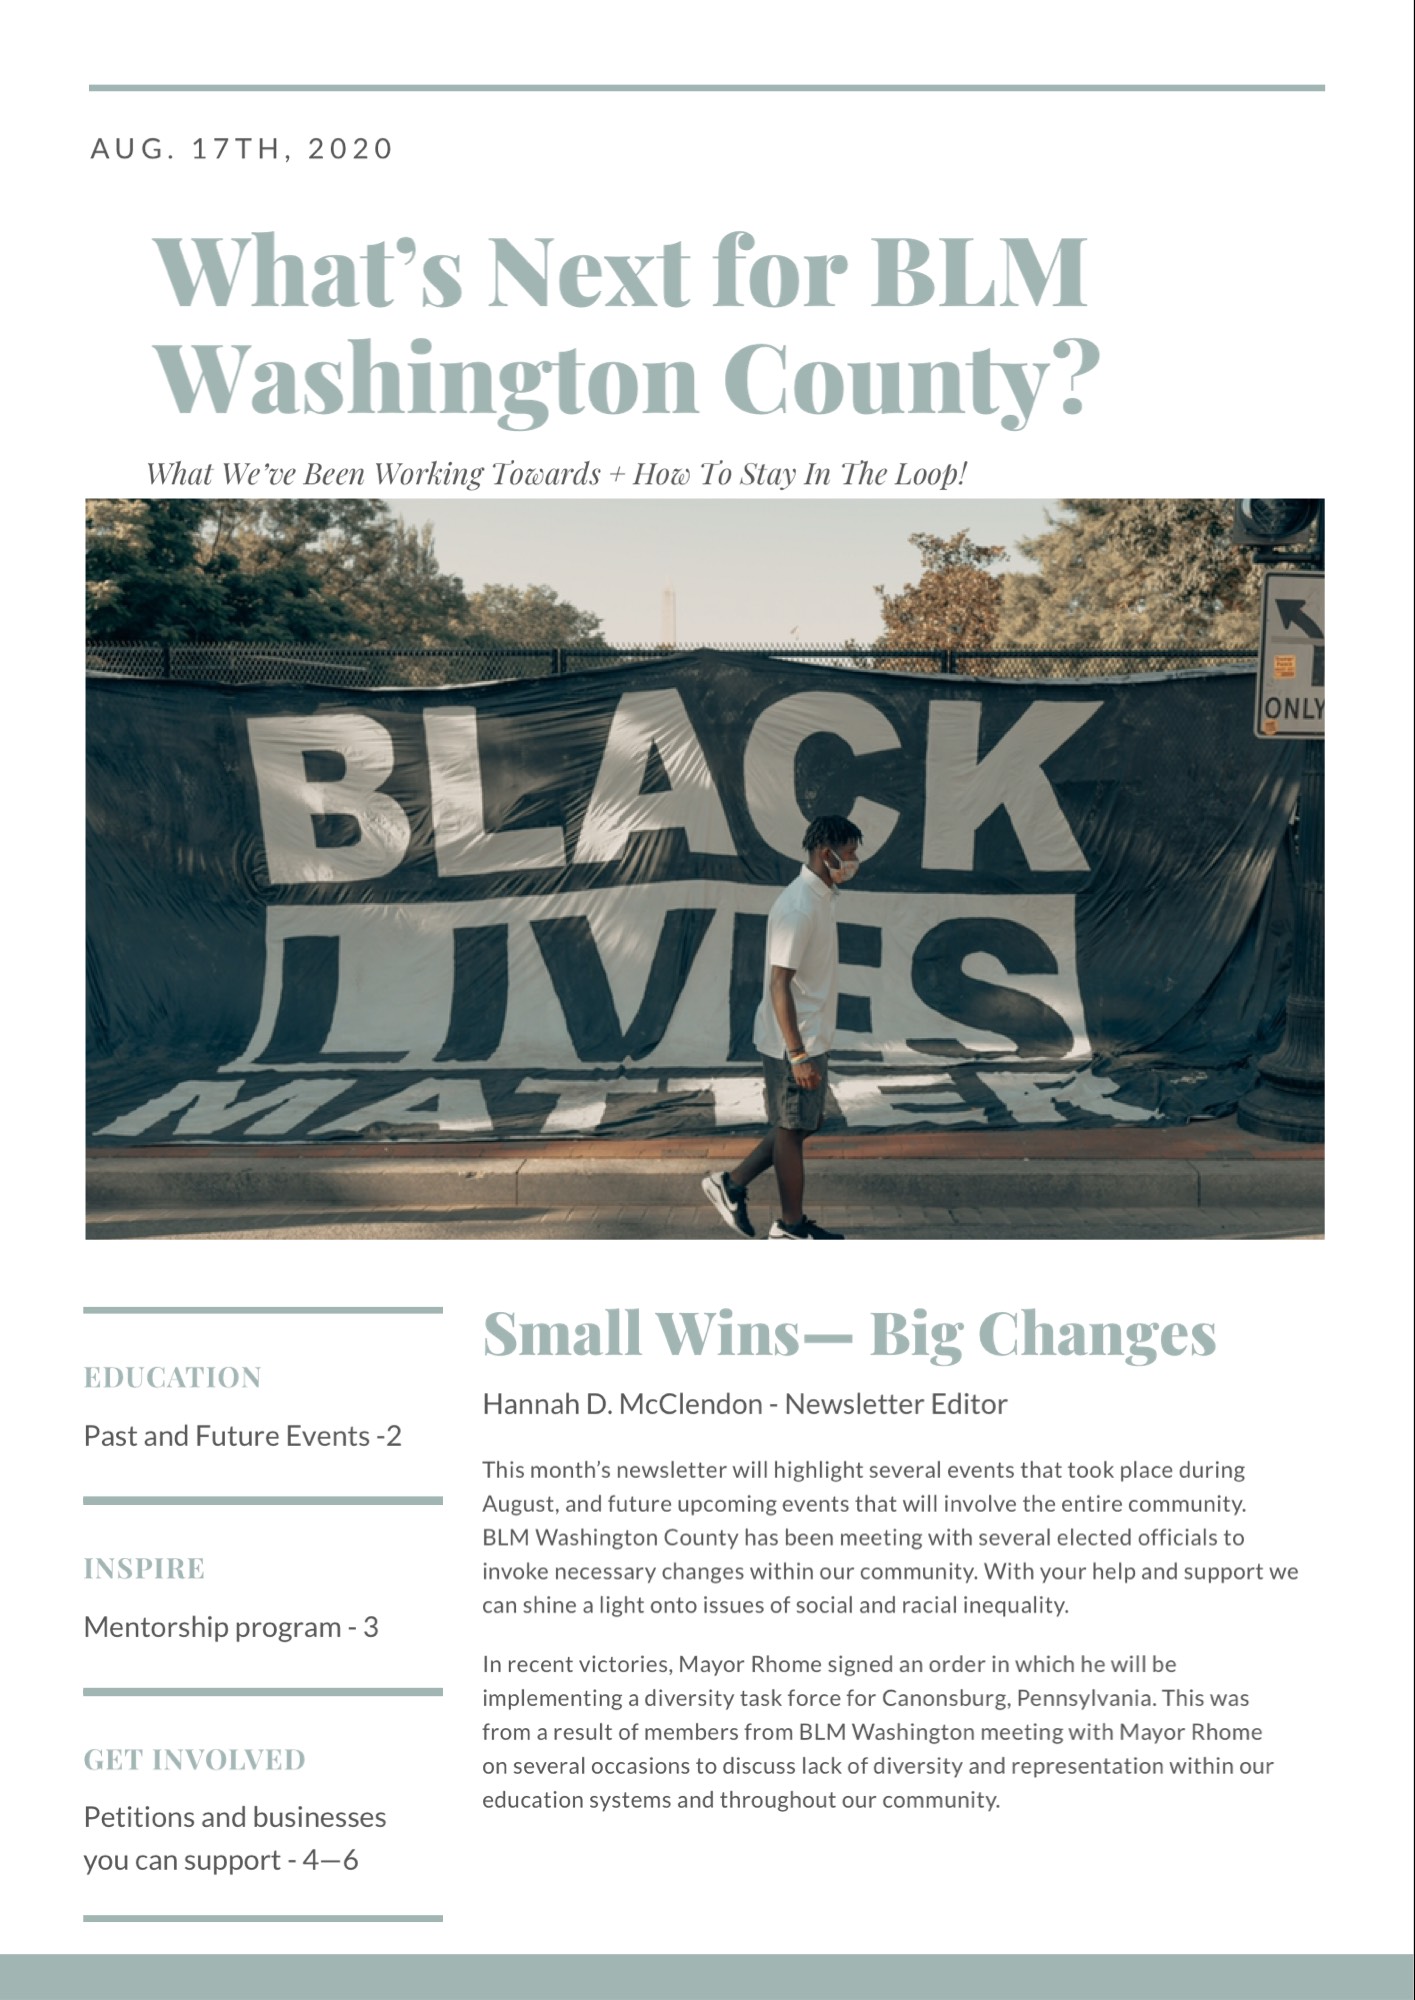 AUG. 17TH, 2020
What's Next for BLM
Washington County?
What We've Been Working Towards + How To Stay In The Loop!
ONLY
BLACK
LIVES
MATTER
EDUCATION
Past and Future Events -2
INSPIRE
Mentorship program - 3
GET INVOLVED
Petitions and businesses
you can support - 4—6
Small Wins— Big Changes
Hannah D. McClendon - Newsletter Editor
This month's newsletter will highlight several events that took place during
August, and future upcoming events that will involve the entire community.
BLM Washington County has been meeting with several elected officials to
invoke necessary changes within our community. With your help and support we
can shine a light onto issues of social and racial inequality.
In recent victories, Mayor Rhome signed an order in which he will be
implementing a diversity task force for Canonsburg, Pennsylvania. This was
from a result of members from BLM Washington meeting with Mayor Rhome
on several occasions to discuss lack of diversity and representation within our
education systems and throughout our community.